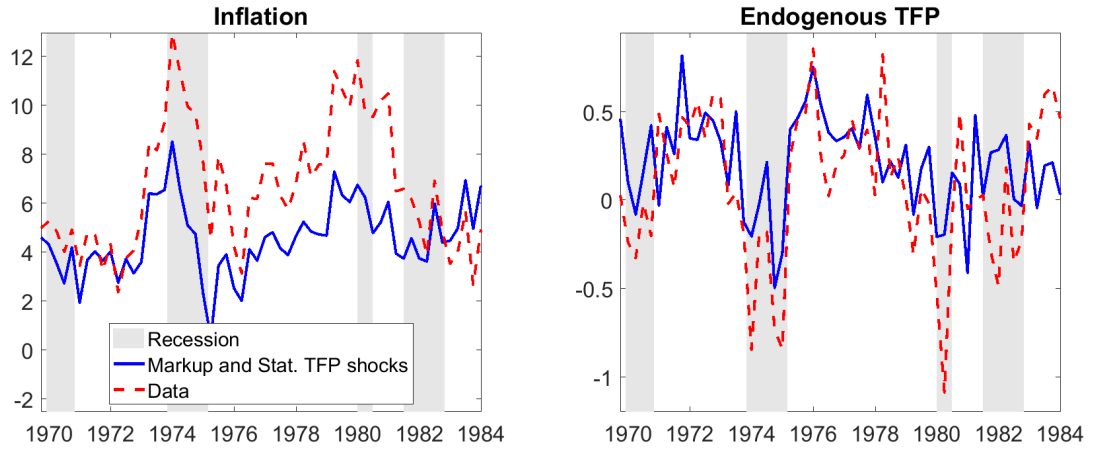 Inflation
12
10
8
6
4
2
0
-2
Recession
Markup and Stat. TFP shocks
Data
1970 1972 1974 1976 1978 1980 1982 1984
Endogenous TFP
0.5
0
-0.5
-1
1970 1972 1974 1976 1978 1980 1982 1984